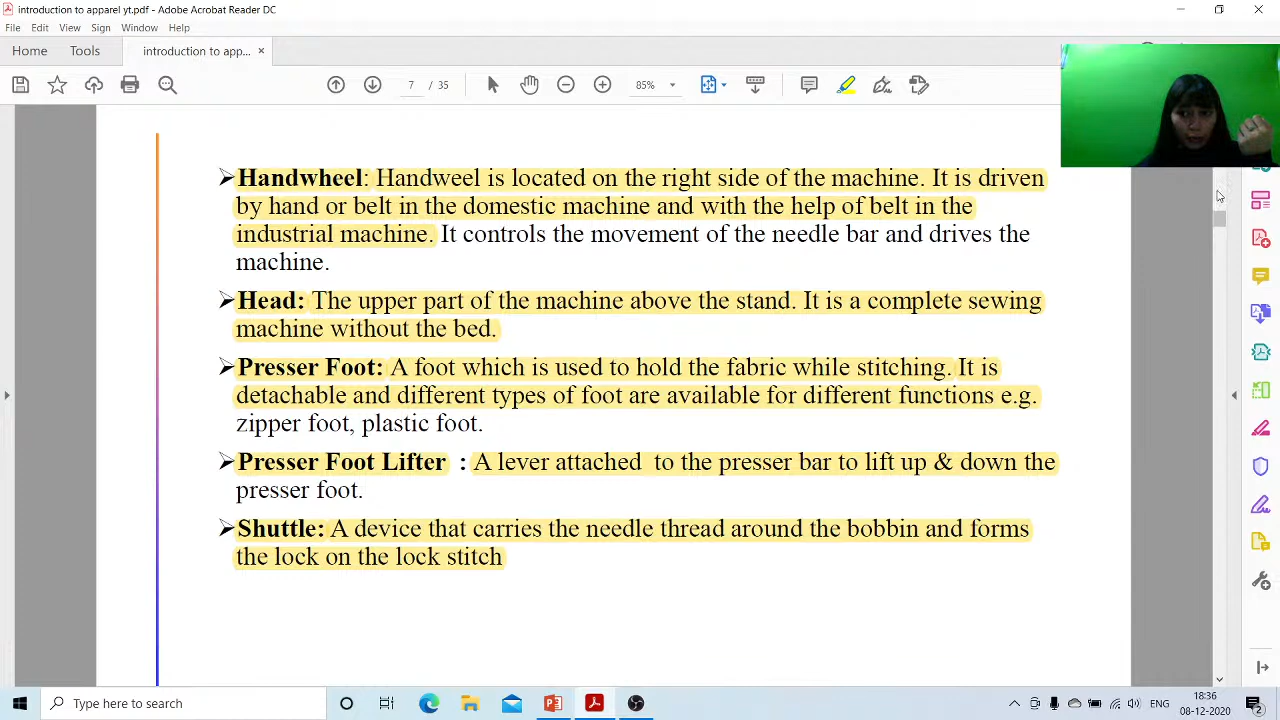 introduction to apparel yt.pdf - Adobe Acrobat Reader DC
File Edit View Sign Window Help
Home Tools introduction to app... ×
7 / 35 85%
➢Handwheel: Handweel is located on the right side of the machine. It is driven
by hand or belt in the domestic machine and with the help of belt in the
industrial machine. It controls the movement of the needle bar and drives the
machine.
➢Head: The upper part of the machine above the stand. It is a complete sewing
machine without the bed.
➢Presser Foot: A foot which is used to hold the fabric while stitching. It is
detachable and different types of foot are available for different functions e.g.
zipper foot, plastic foot.
➢Presser Foot Lifter : A lever attached to the presser bar to lift up & down the
presser foot.
➢Shuttle: A device that carries the needle thread around the bobbin and forms
the lock on the lock stitch
Type here to search
ENG
18:36
08-12-2020
2